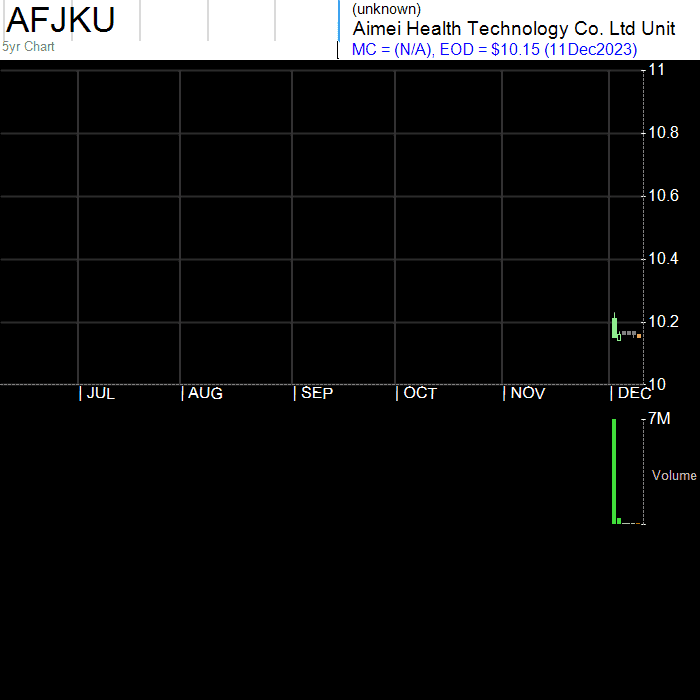 AFJKU
(unknown)
Aimei Health Technology Co. Ltd Unit
5yr Chart
MC = (N/A), EOD = $10.15 (11Dec2023)
11
10.8
10.6
10.4
10.2
10
| JUL | AUG | SEP | OCT | NOV | DEC
7M
Volume